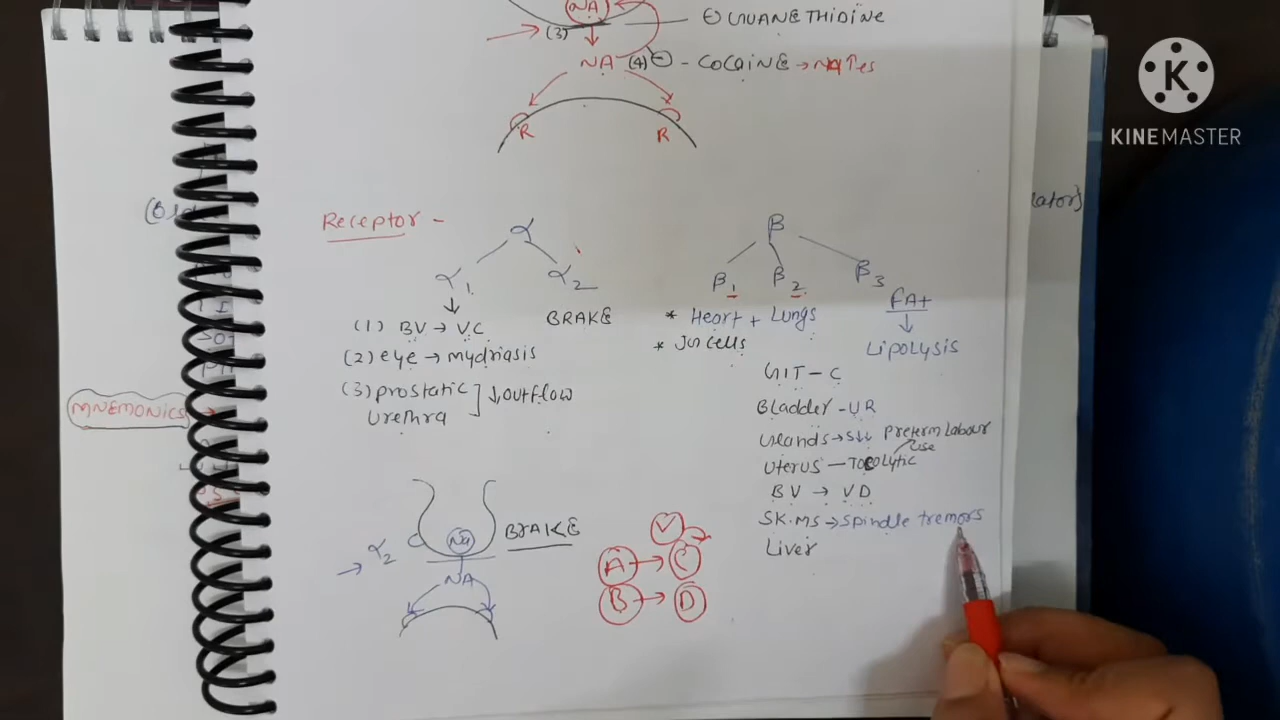 NA
(3)
⊖ GUANETHIDINE
NA (4) ⊖ - COCAINE → NATes
R R
KINEMASTER
Receptor -
α
α1 α2
(1) BV → VC BRAKE
(2) eye → mydriasis
(3) prostatic urethra ] ↓ outflow
β
β1 β2 β3
* Heart + Lungs
* JG cells
FAT
↓
Lipolysis
GIT - C
Bladder - UR
Glands → S↓↓ Preterm Labour
use
Uterus - Tocolytic
BV → VD
SK.MS → Spindle tremors
Liver
MNEMONICS →
α2 NA BRAKE
NA
V
A → C
B → D